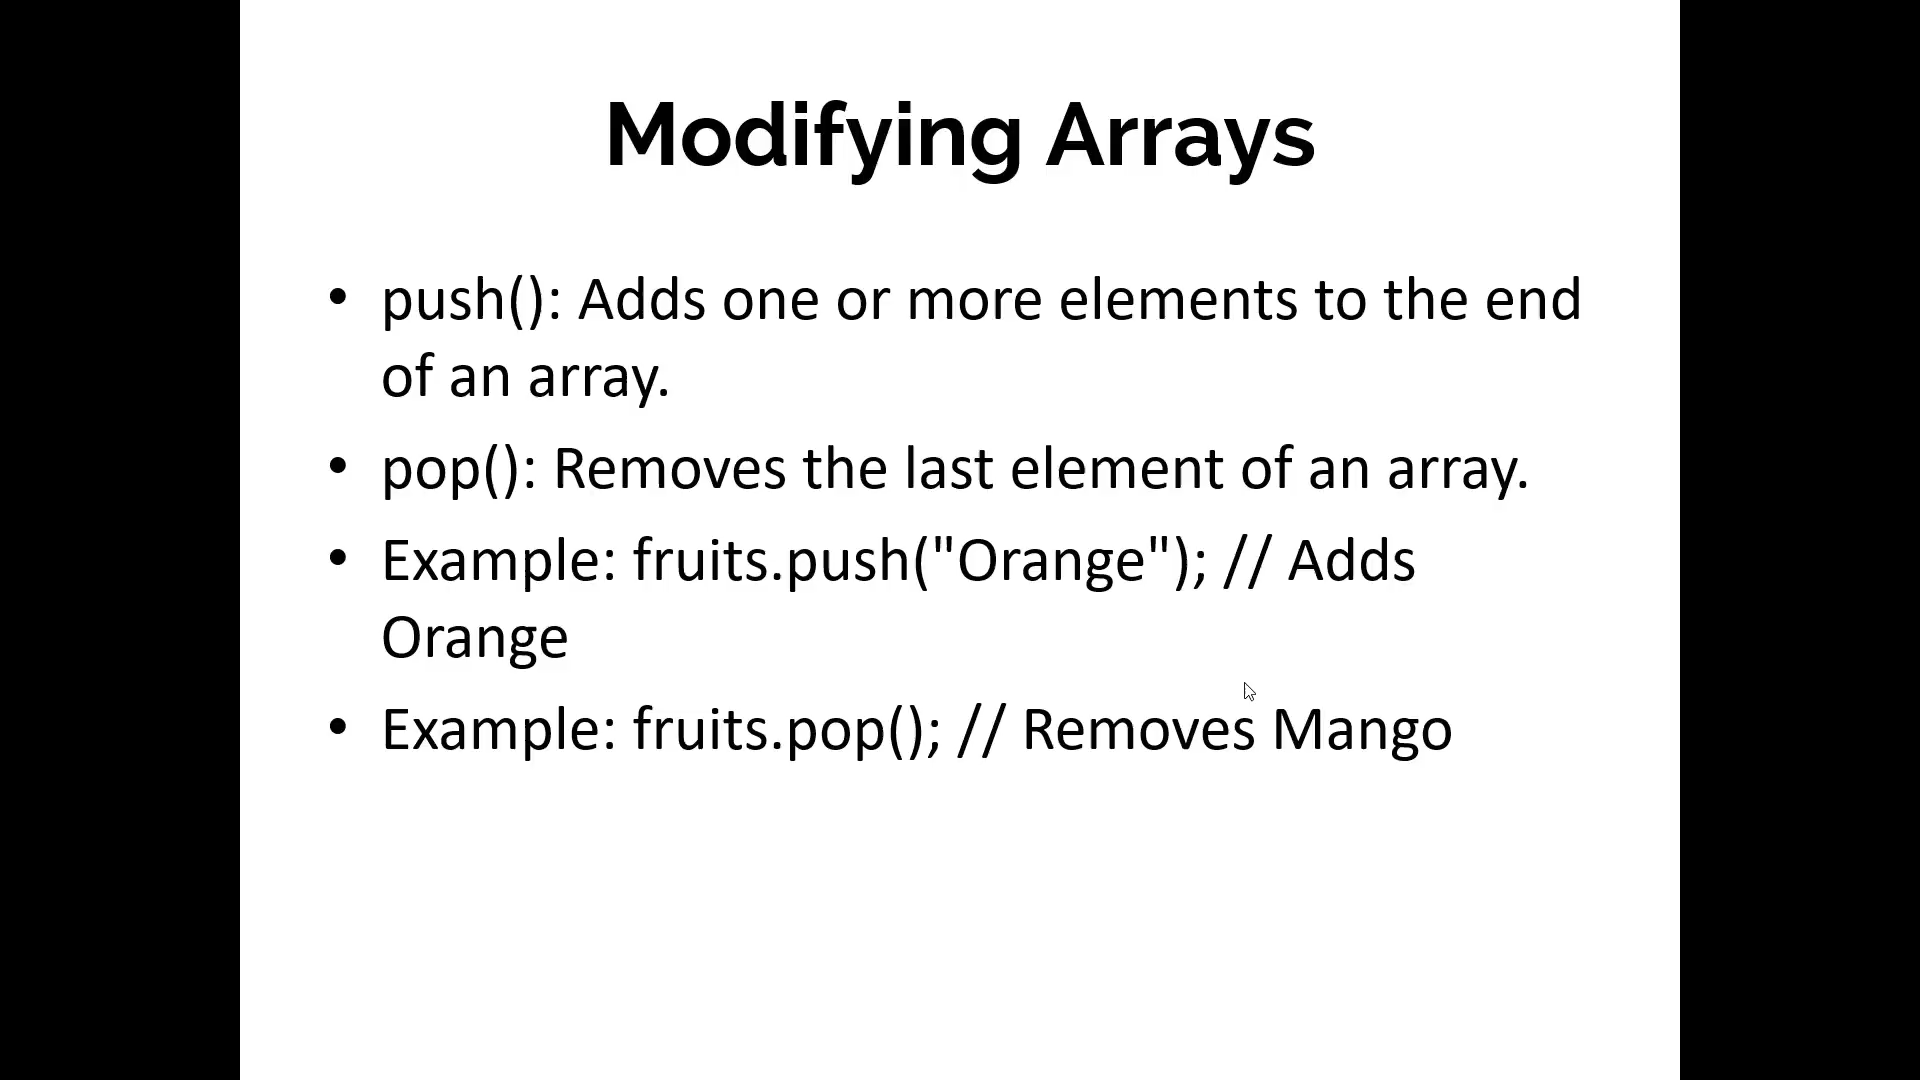 Modifying Arrays
• push(): Adds one or more elements to the end
of an array.
• pop(): Removes the last element of an array.
• Example: fruits.push("Orange"); // Adds
Orange
• Example: fruits.pop(); // Removes Mango